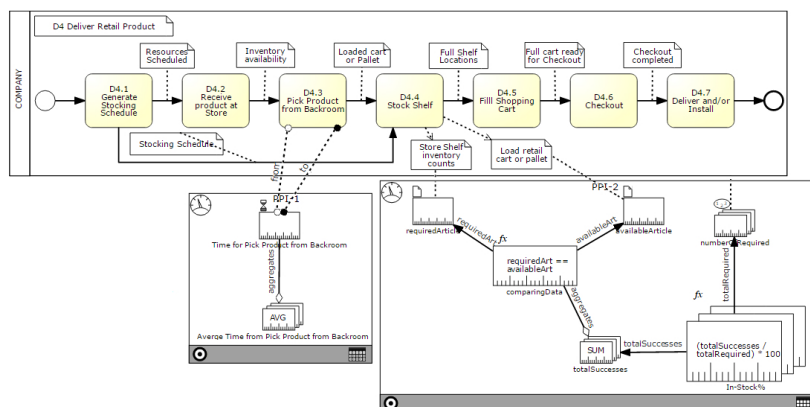 D4 Deliver Retail Product
COMPANY
Resources
Scheduled
Inventory
availability
Loaded cart
or Pallet
Full Shelf
Locations
Full cart ready
for Checkout
Checkout
completed
D4.1
Generate
Stocking
Schedule
D4.2
Receive
product at
Store
D4.3
Pick Product
from Backroom
D4.4
Stock Shelf
D4.5
Filll Shopping
Cart
D4.6
Checkout
D4.7
Deliver and/or
Install
Stocking Schedule
from
to
Store Shelf
inventory
counts
Load retail
cart or pallet
PPI-1
Time for Pick Product from Backroom
aggregates
AVG
Averge Time from Pick Product from Backroom
PPI-2
requiredArticle
requiredArt
fx
availableArt
availableArticle
requiredArt ==
availableArt
comparingData
aggregates
SUM
totalSuccesses
totalSuccesses
totalRequired
fx
(totalSuccesses /
totalRequired) * 100
In-Stock%